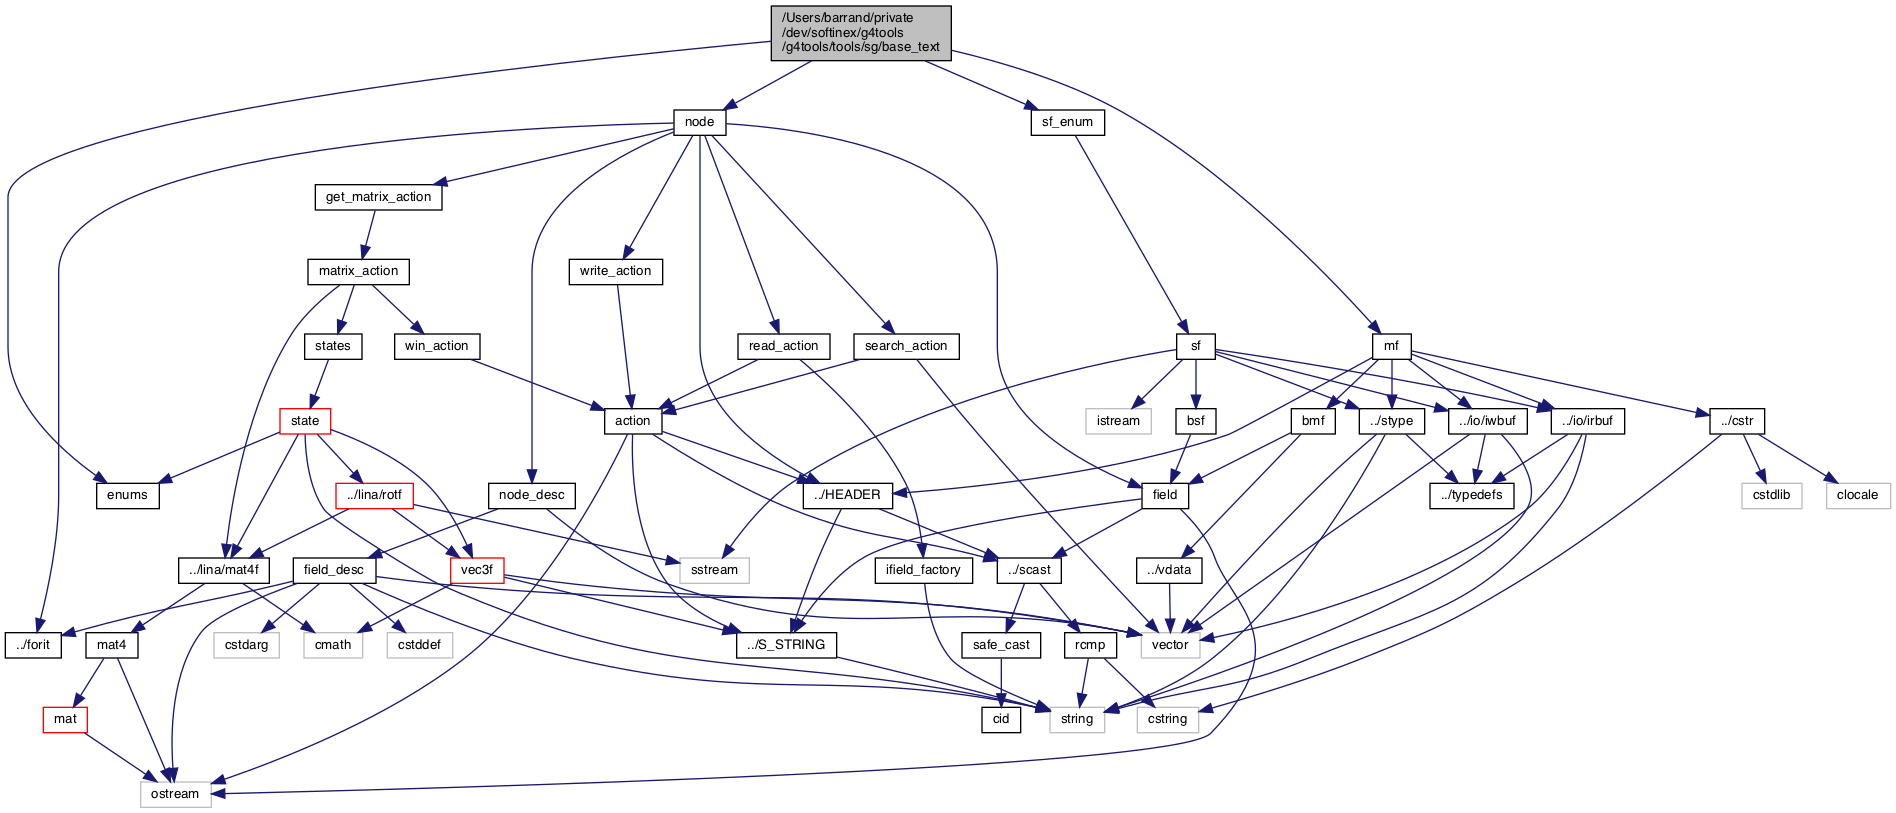 /Users/barrand/private
/dev/softinex/g4tools
/g4tools/tools/sg/base_text
node
sf_enum
get_matrix_action
matrix_action
write_action
states
win_action
read_action
search_action
sf
mf
state
action
istream
bsf
bmf
../stype
../io/iwbuf
../io/irbuf
../cstr
enums
../lina/rotf
node_desc
../HEADER
field
../typedefs
cstdlib
clocale
../lina/mat4f
field_desc
vec3f
sstream
ifield_factory
../scast
../vdata
../forit
mat4
cstdarg
cmath
cstddef
../S_STRING
safe_cast
rcmp
vector
mat
cid
string
cstring
ostream